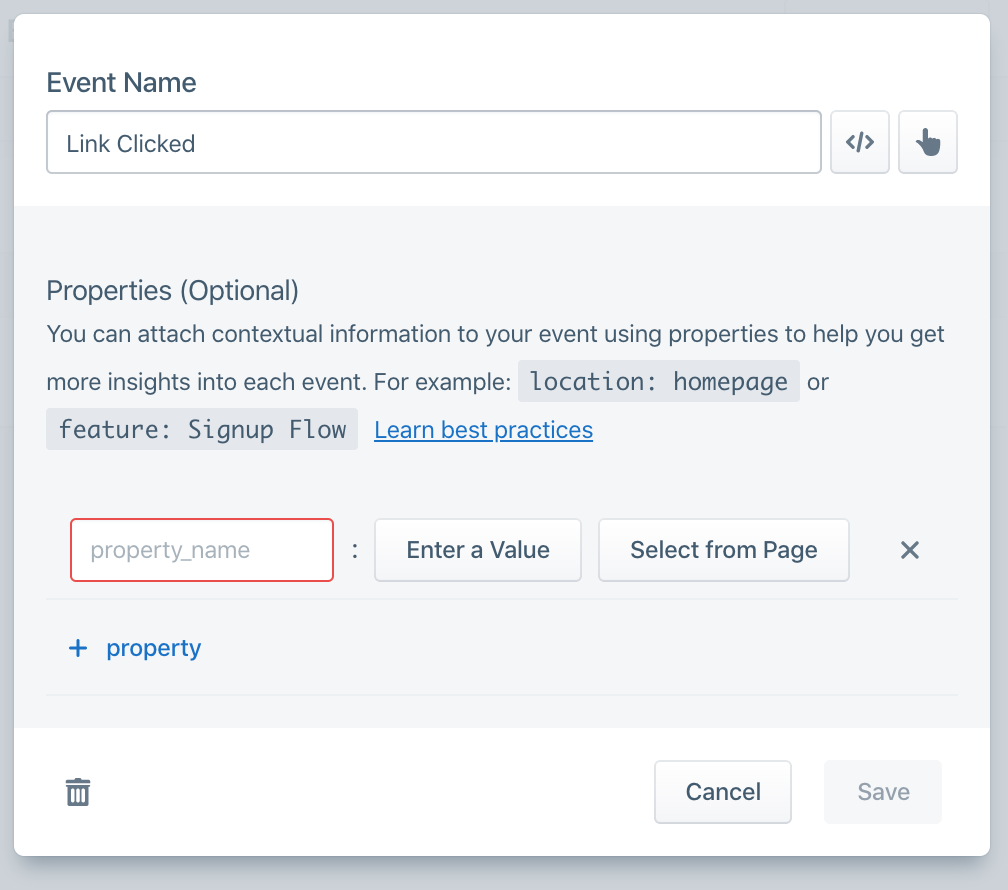 Event Name
Link Clicked
</>
Properties (Optional)
You can attach contextual information to your event using properties to help you get
more insights into each event. For example: location: homepage or
feature: Signup Flow Learn best practices
property_name : Enter a Value Select from Page
+ property
Cancel Save